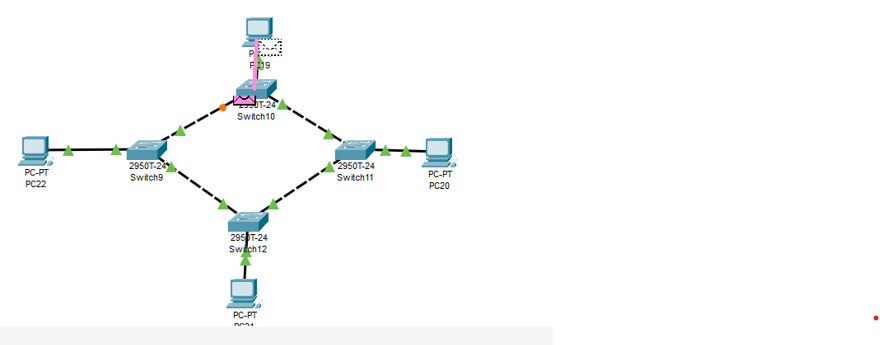 PC19
2950T-24
Switch10
PC-PT
PC22
2950T-24
Switch9
2950T-24
Switch11
PC-PT
PC20
2950T-24
Switch12
PC-PT